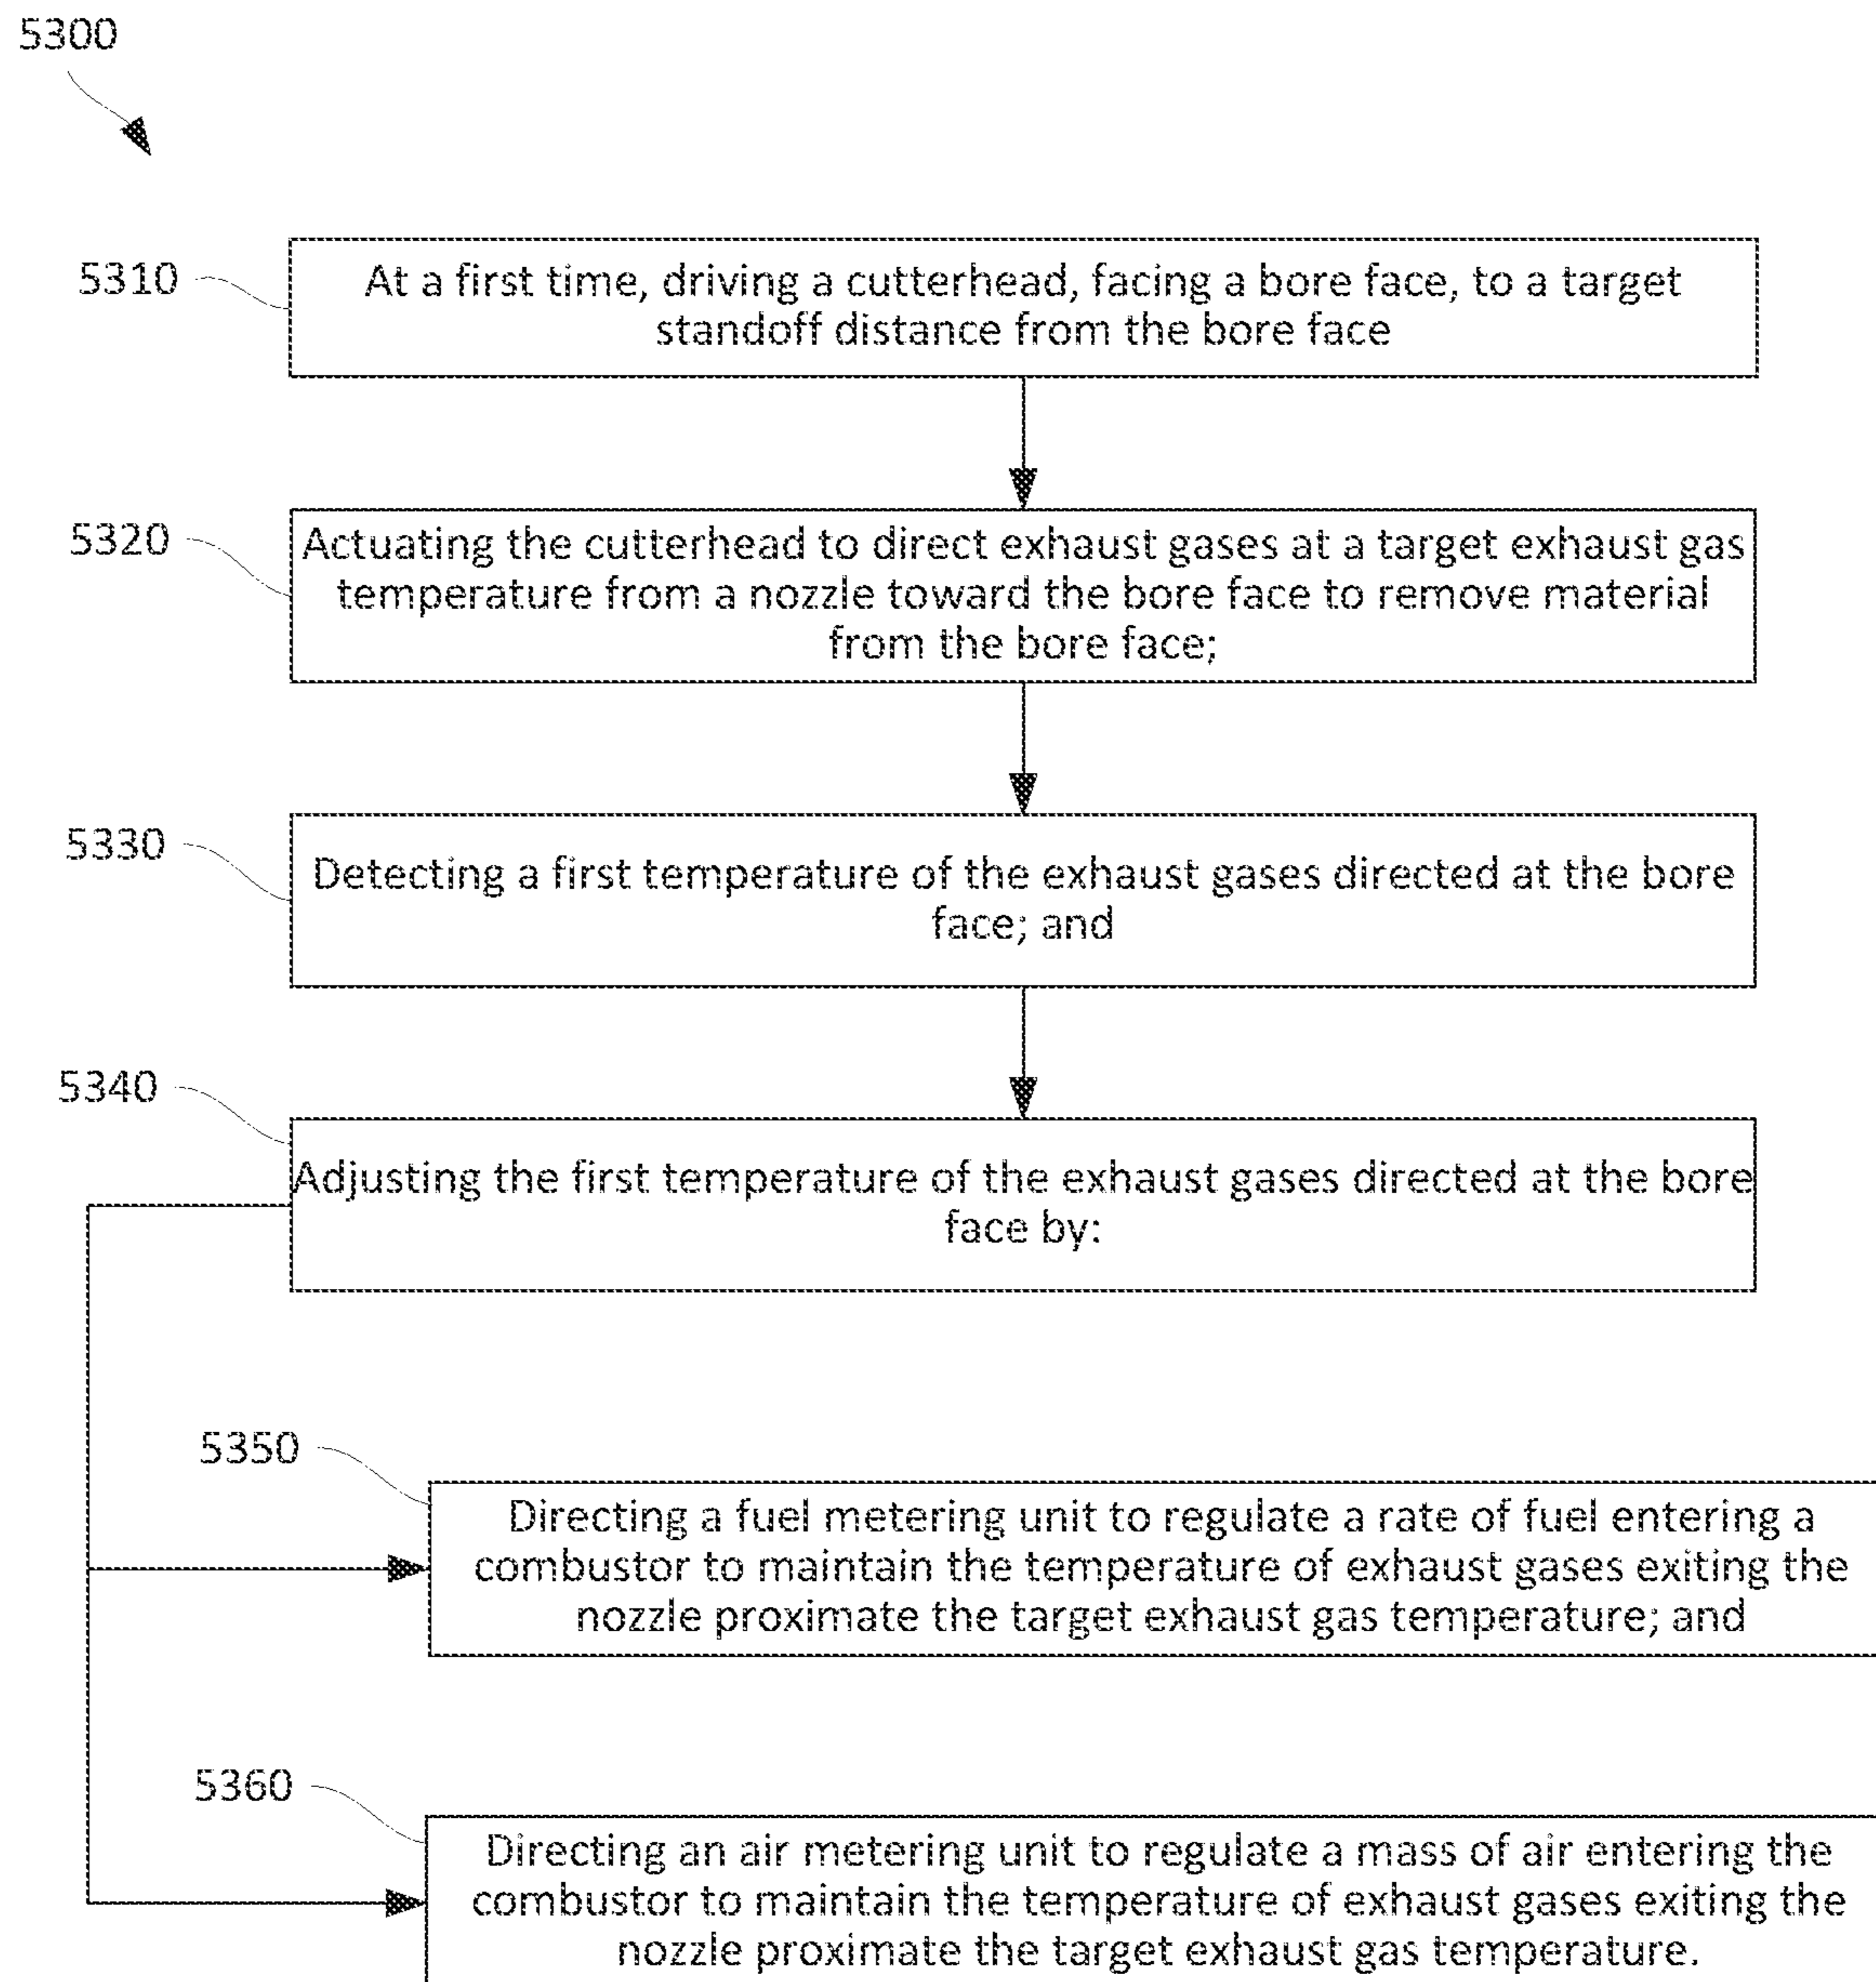 5300
5310
At a first time, driving a cutterhead, facing a bore face, to a target
standoff distance from the bore face
5320
Actuating the cutterhead to direct exhaust gases at a target exhaust gas
temperature from a nozzle toward the bore face to remove material
from the bore face;
5330
Detecting a first temperature of the exhaust gases directed at the bore
face; and
5340
Adjusting the first temperature of the exhaust gases directed at the bore
face by:
5350
Directing a fuel metering unit to regulate a rate of fuel entering a
combustor to maintain the temperature of exhaust gases exiting the
nozzle proximate the target exhaust gas temperature; and
5360
Directing an air metering unit to regulate a mass of air entering the
combustor to maintain the temperature of exhaust gases exiting the
nozzle proximate the target exhaust gas temperature.